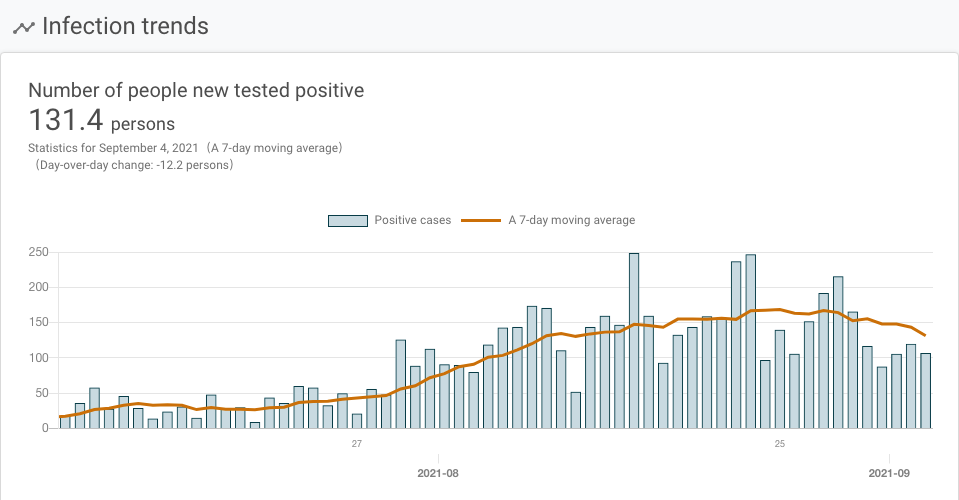 Infection trends
Number of people new tested positive
131.4 persons
Statistics for September 4, 2021 (A 7-day moving average)
(Day-over-day change: -12.2 persons)
Positive cases A 7-day moving average
250
200
150
100
50
0
27 25
2021-08 2021-09